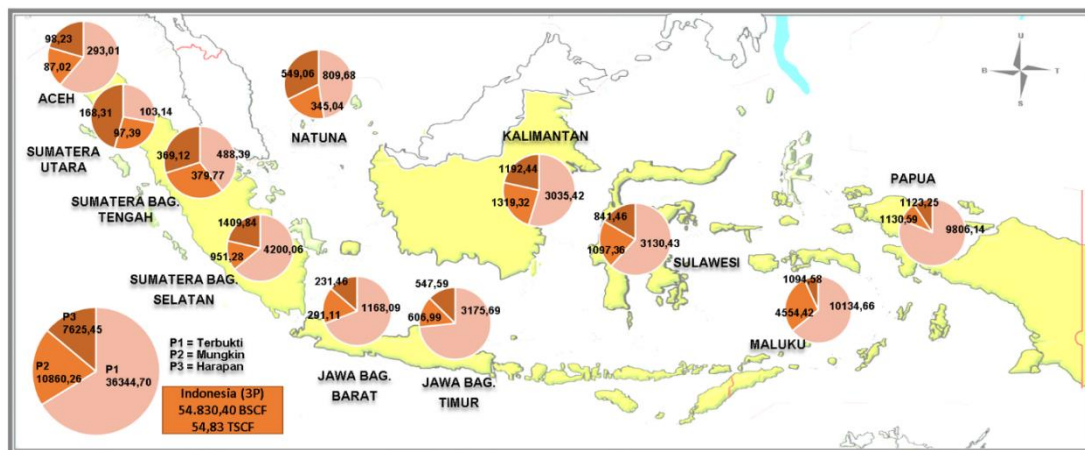 98,23
293,01
87,02
ACEH
168,31
103,14
97,39
SUMATERA
UTARA
369,12
488,39
379,77
SUMATERA BAG.
TENGAH
1409,84
4200,06
951,28
SUMATERA BAG.
SELATAN
549,06
809,68
345,04
NATUNA
KALIMANTAN
1192,44
3035,42
1319,32
841,46
3130,43
1097,36
SULAWESI
PAPUA
1123,25
1130,59
9806,14
1094,58
10134,66
4554,42
MALUKU
231,46
1168,09
291,11
JAWA BAG.
BARAT
547,59
3175,69
606,99
JAWA BAG.
TIMUR
P3
7625,45
P2
10860,26
P1
36344,70
P1 = Terbukti
P2 = Mungkin
P3 = Harapan
Indonesia (3P)
54.830,40 BSCF
54,83 TSCF
U
B
T
S